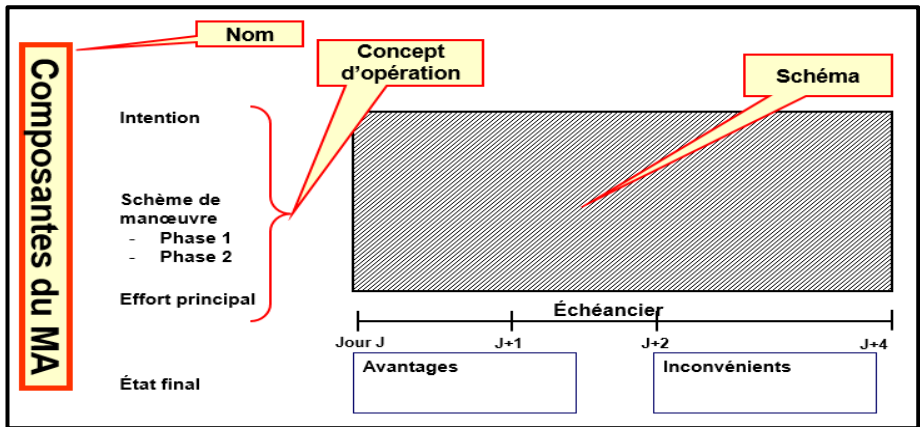 Composantes du MA
Nom
Concept
d'opération
Schéma
Intention
Schème de
manœuvre
- Phase 1
- Phase 2
Effort principal
Échéancier
Jour J
J+1
J+2
J+4
État final
Avantages
Inconvénients